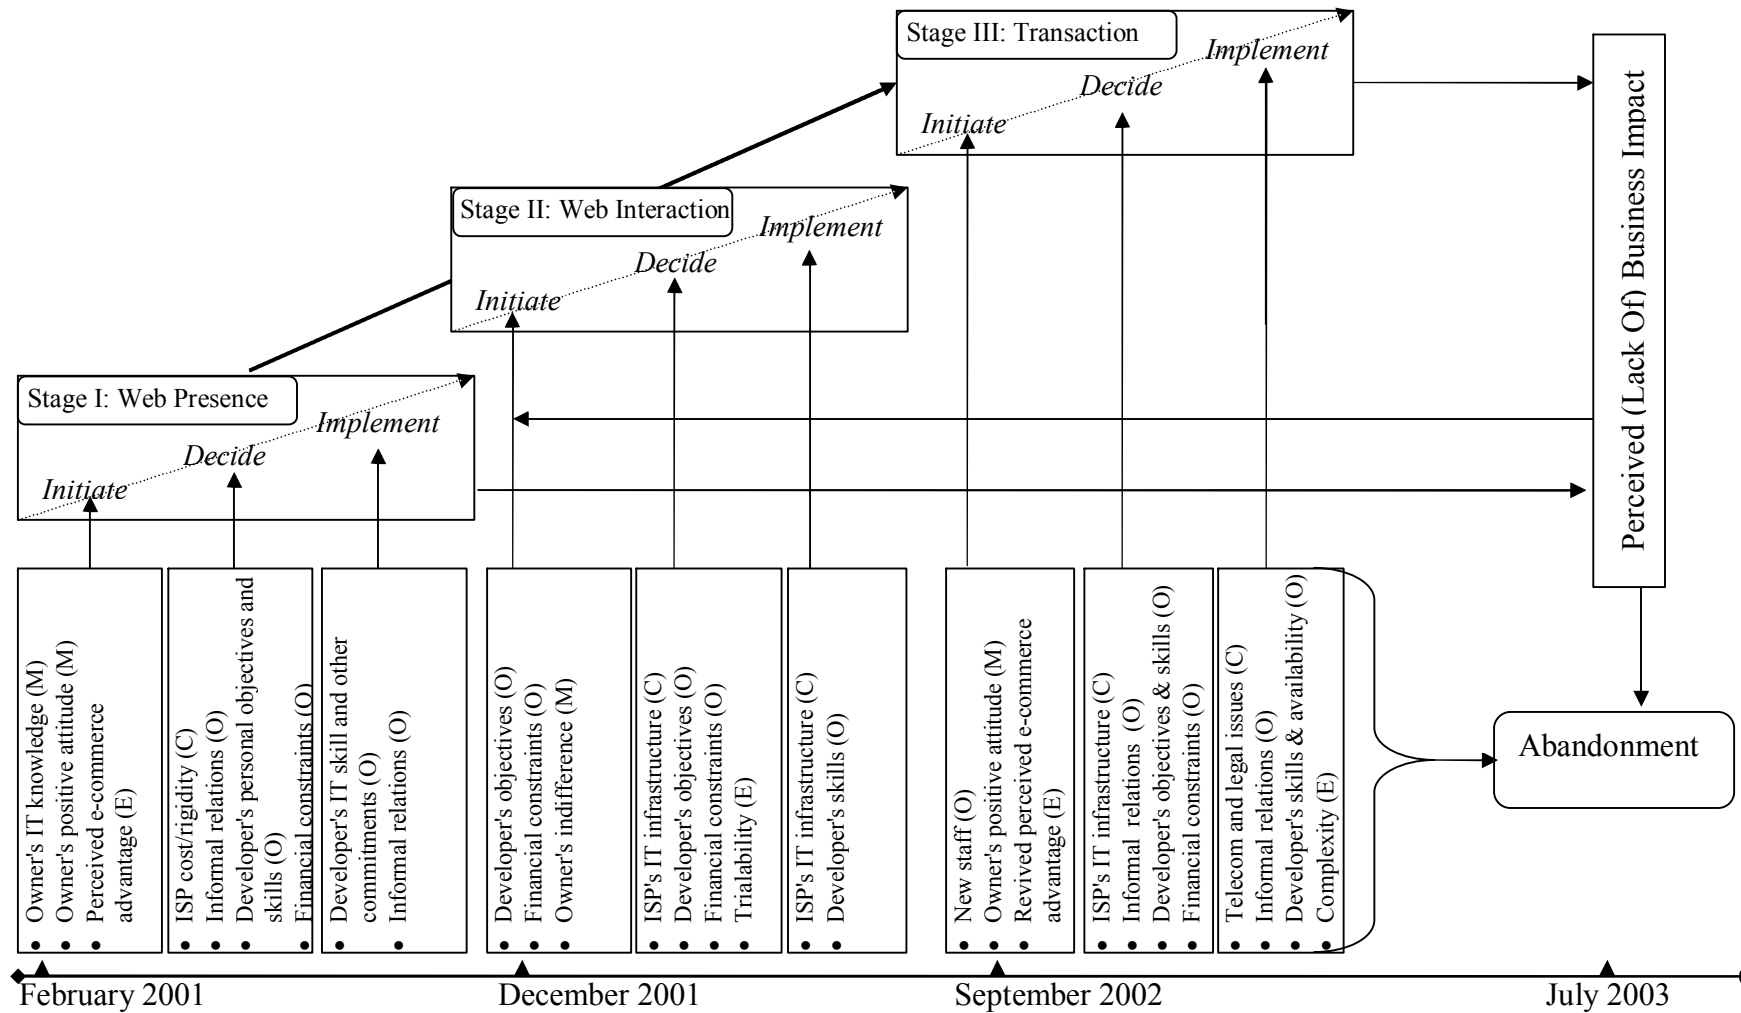 Stage III: Transaction
Implement
Decide
Initiate
Stage II: Web Interaction
Implement
Decide
Initiate
Stage I: Web Presence
Implement
Decide
Initiate
Perceived (Lack Of) Business Impact
Abandonment
• Owner's IT knowledge (M)
• Owner's positive attitude (M)
• Perceived e-commerce
advantage (E)
• ISP cost/rigidity (C)
• Informal relations (O)
• Developer's personal objectives and
skills (O)
• Financial constraints (O)
• Developer's IT skill and other
commitments (O)
• Informal relations (O)
• Developer's objectives (O)
• Financial constraints (O)
• Owner's indifference (M)
• ISP's IT infrastructure (C)
• Developer's objectives (O)
• Financial constraints (O)
• Trialability (E)
• ISP's IT infrastructure (C)
• Developer's skills (O)
• New staff (O)
• Owner's positive attitude (M)
• Revived perceived e-commerce
advantage (E)
• ISP's IT infrastructure (C)
• Informal relations (O)
• Developer's objectives & skills (O)
• Financial constraints (O)
• Telecom and legal issues (C)
• Informal relations (O)
• Developer's skills & availability (O)
• Complexity (E)
February 2001
December 2001
September 2002
July 2003